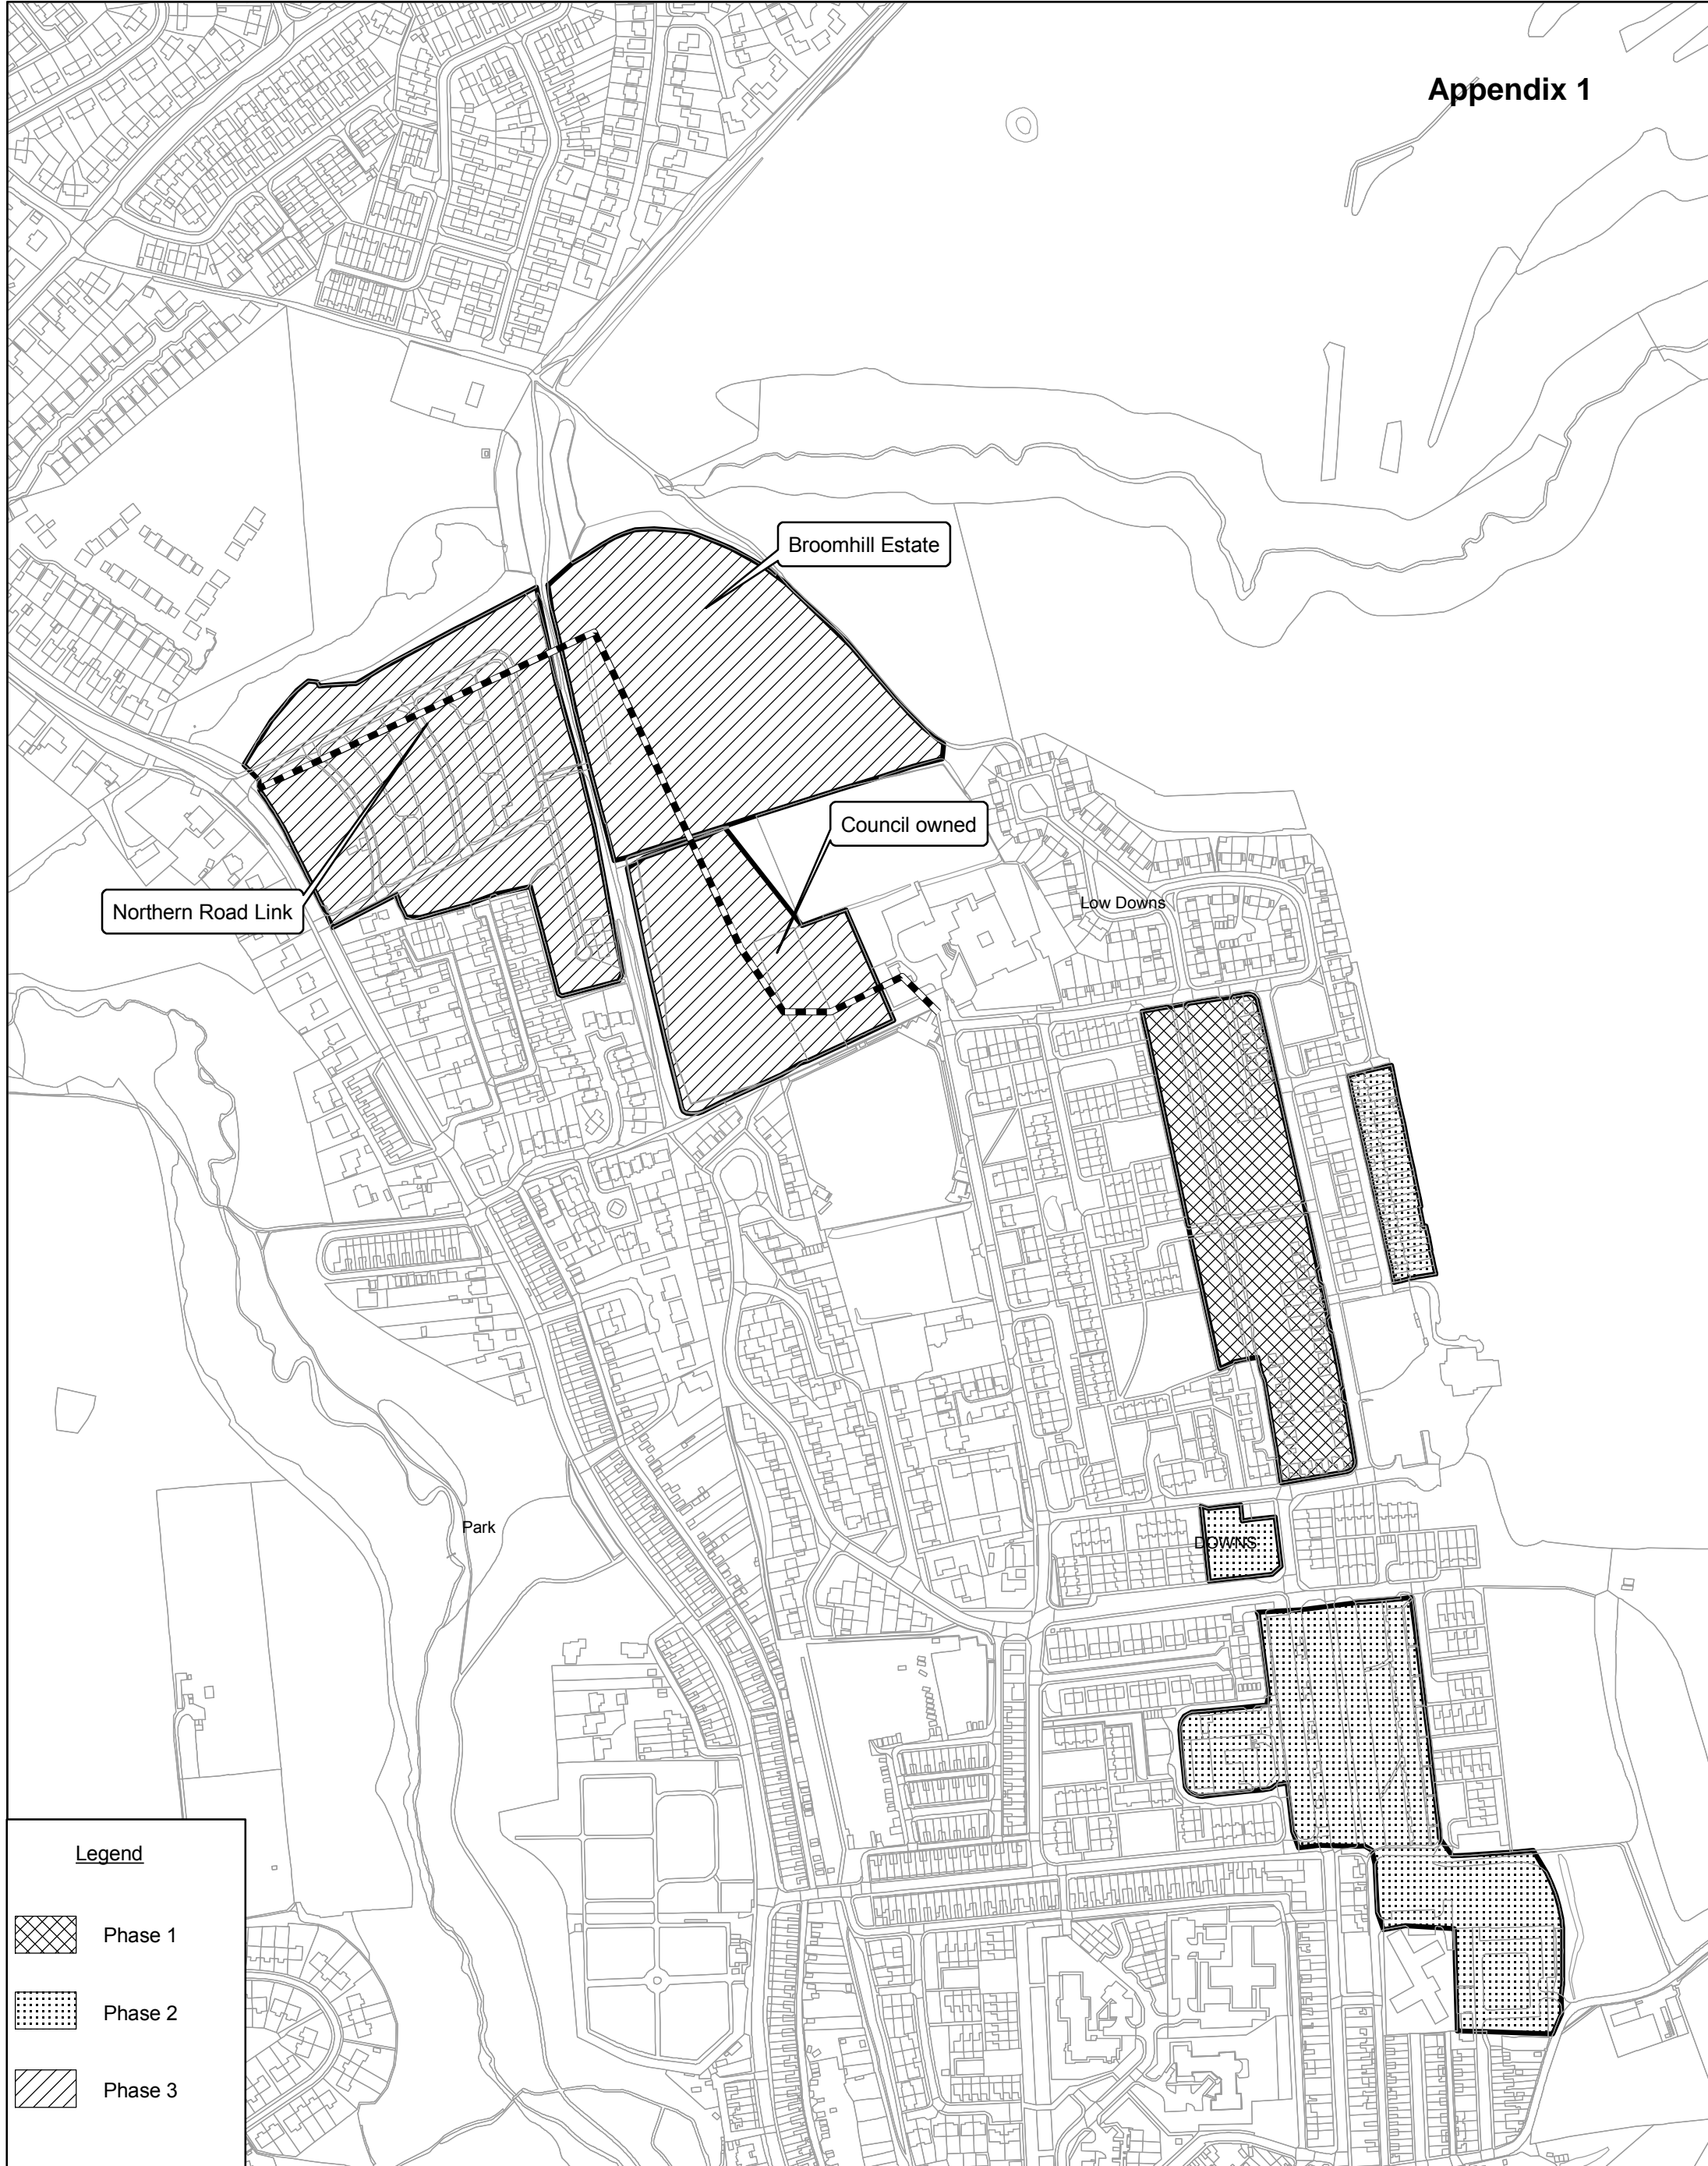 Appendix 1
Broomhill Estate
Council owned
Northern Road Link
Low Downs
Park
DOWNS
Legend
Phase 1
Phase 2
Phase 3